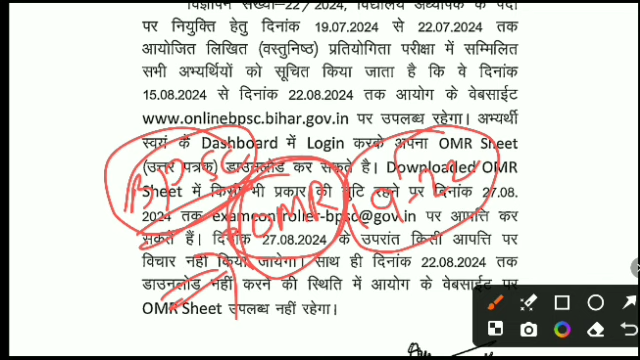 विज्ञापन संख्या-22/2024, विद्यालय अध्यापक के पदों
पर नियुक्ति हेतु दिनांक 19.07.2024 से 22.07.2024 तक
आयोजित लिखित (वस्तुनिष्ठ) प्रतियोगिता परीक्षा में सम्मिलित
सभी अभ्यर्थियों को सूचित किया जाता है कि वे दिनांक
15.08.2024 से दिनांक 22.08.2024 तक आयोग के वेबसाईट
www.onlinebpsc.bihar.gov.in पर उपलब्ध रहेगा। अभ्यर्थी
स्वयं के Dashboard में Login करके अपना OMR Sheet
(उत्तर पत्रक) डाउनलोड कर सकते है। Downloaded OMR
Sheet में किसी भी प्रकार की त्रुटि रहने पर दिनांक 27.08.
2024 तक examcontroller-bpsc@gov.in पर आपत्ति कर
सकते हैं। दिनांक 27.08.2024 के उपरांत किसी आपत्ति पर
विचार नहीं किया जायेगा। साथ ही दिनांक 22.08.2024 तक
डाउनलोड नहीं करने की स्थिति में आयोग के वेबसाईट पर
OMR Sheet उपलब्ध नहीं रहेगा।
BPSC
OMR
19-22